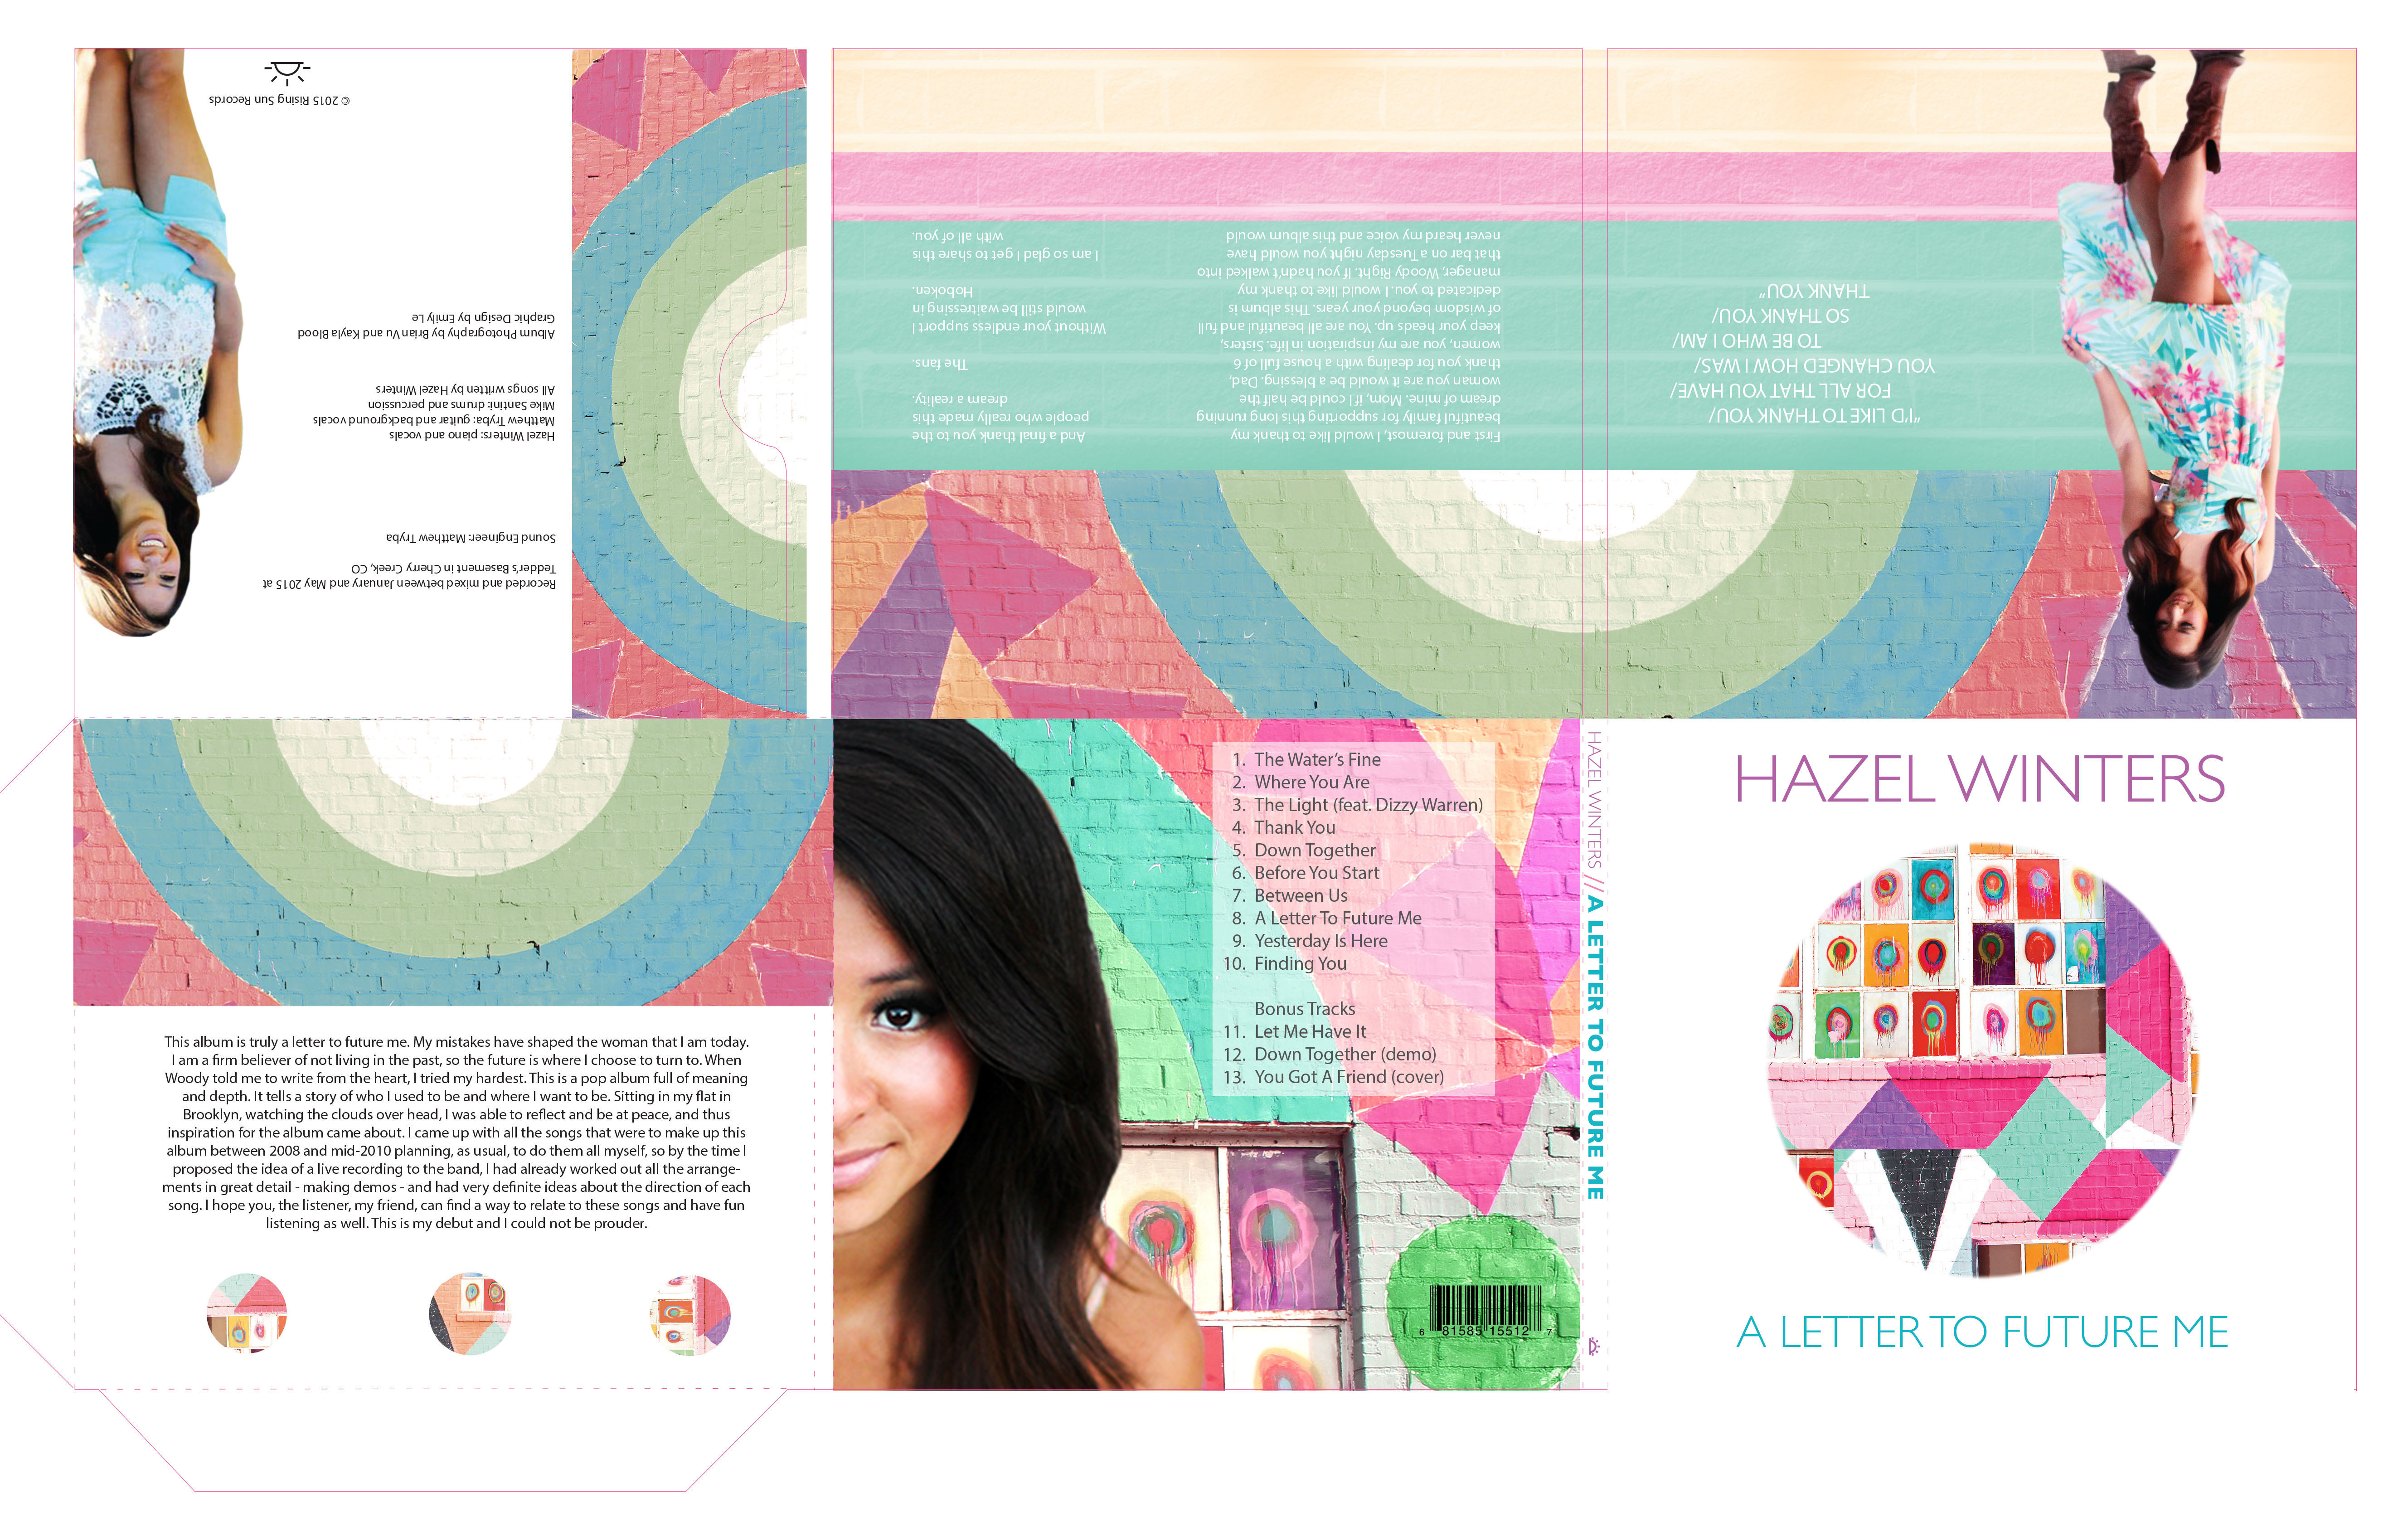 © 2015 Rising Sun Records
Recorded and mixed between January and May 2015 at
Tedder's Basement in Cherry Creek, CO
Sound Engineer: Matthew Tryba
Hazel Winters: piano and vocals
Matthew Tryba: guitar and background vocals
Mike Santini: drums and percussion
All songs written by Hazel Winters
Album Photography by Brian Vu and Kayla Blood
Graphic Design by Emily Le
First and foremost, I would like to thank my
beautiful family for supporting this long running
dream of mine. Mom, if I could be half the
woman you are it would be a blessing. Dad,
thank you for dealing with a house full of 6
women, you are my inspiration in life. Sisters,
keep your heads up. You are all beautiful and full
of wisdom beyond your years. This album is
dedicated to you. I would like to thank my
manager, Woody Right. If you hadn't walked into
that bar on a Tuesday night you would have
never heard my voice and this album would
And a final thank you to the
people who really made this
dream a reality.
The fans.
Without your endless support I
would still be waitressing in
Hoboken.
I am so glad I get to share this
with all of you.
"I'D LIKE TO THANK YOU/
FOR ALL THAT YOU HAVE/
YOU CHANGED HOW I WAS/
TO BE WHO I AM/
SO THANK YOU/
THANK YOU"
This album is truly a letter to future me. My mistakes have shaped the woman that I am today.
I am a firm believer of not living in the past, so the future is where I choose to turn to. When
Woody told me to write from the heart, I tried my hardest. This is a pop album full of meaning
and depth. It tells a story of who I used to be and where I want to be. Sitting in my flat in
Brooklyn, watching the clouds over head, I was able to reflect and be at peace, and thus
inspiration for the album came about. I came up with all the songs that were to make up this
album between 2008 and mid-2010 planning, as usual, to do them all myself, so by the time I
proposed the idea of a live recording to the band, I had already worked out all the arrange-
ments in great detail - making demos - and had very definite ideas about the direction of each
song. I hope you, the listener, my friend, can find a way to relate to these songs and have fun
listening as well. This is my debut and I could not be prouder.
1. The Water's Fine
2. Where You Are
3. The Light (feat. Dizzy Warren)
4. Thank You
5. Down Together
6. Before You Start
7. Between Us
8. A Letter To Future Me
9. Yesterday Is Here
10. Finding You
Bonus Tracks
11. Let Me Have It
12. Down Together (demo)
13. You Got A Friend (cover)
6 81585 15512 7
HAZEL WINTERS // A LETTER TO FUTURE ME
HAZEL WINTERS
A LETTER TO FUTURE ME